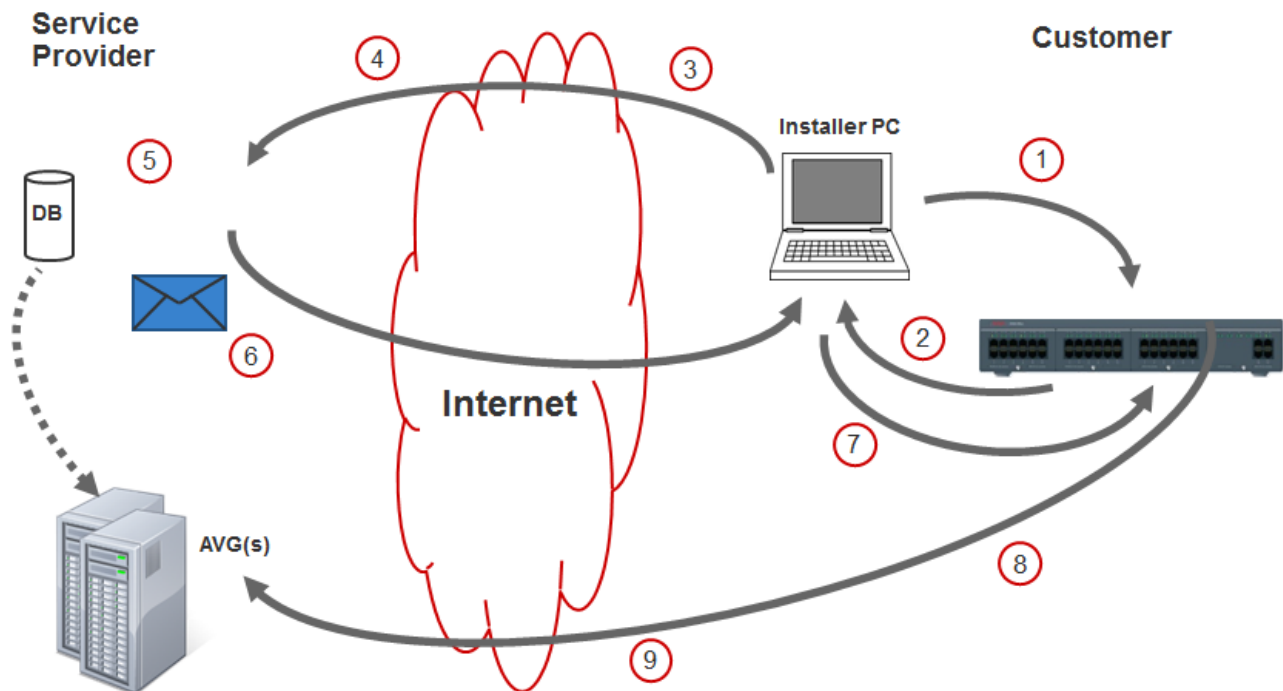 Service
Provider
Customer
4
3
Installer PC
1
5
DB
2
6
Internet
7
AVG(s)
8
9